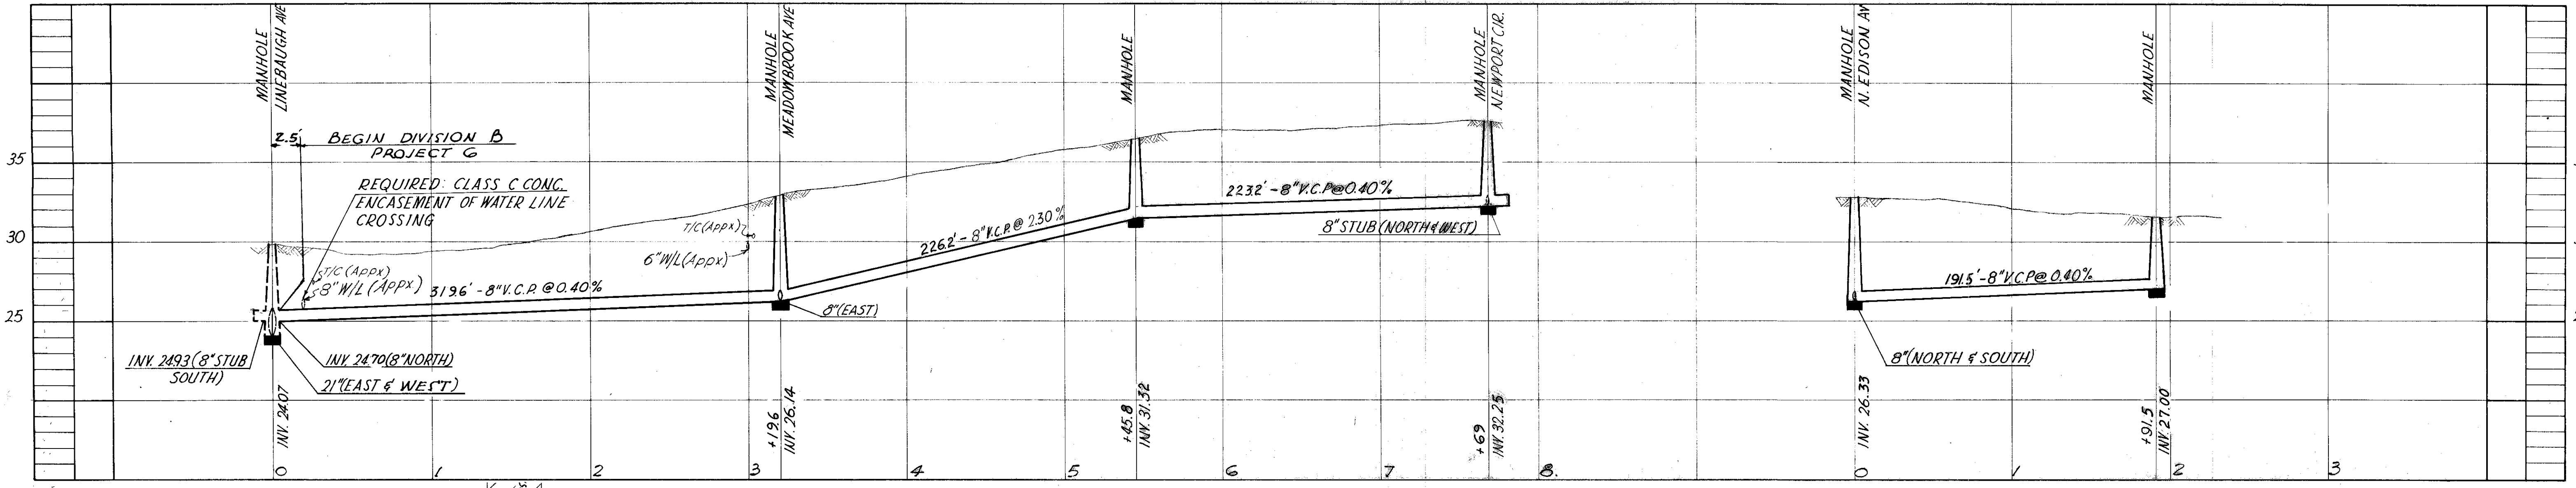 MANHOLE
LINEBAUGH AVE
MANHOLE
MEADOWBROOK AVE
MANHOLE
MANHOLE
NEWPORT CIR.
MANHOLE
N. EDISON AV
MANHOLE
2.5'
BEGIN DIVISION B
PROJECT G
35
REQUIRED: CLASS C CONC.
ENCASEMENT OF WATER LINE
CROSSING
223.2' - 8" V.C.P. @ 0.40%
T/C (APPX)
30
226.2' - 8" V.C.P. @ 2.30%
8" STUB (NORTH & WEST)
6" W/L (APPX)
T/C (APPX)
8" W/L (APPX)
319.6' - 8" V.C.P. @ 0.40%
191.5' - 8" V.C.P. @ 0.40%
8" (EAST)
25
INV. 24.93 (8" STUB
SOUTH)
INV. 24.70 (8" NORTH)
21" (EAST & WEST)
8" (NORTH & SOUTH)
INV. 24.07
+19.6
INV. 26.14
+45.8
INV. 31.32
+69
INV. 32.25
INV. 26.33
+91.5
INV. 27.00
0 1 2 3 4 5 6 7 8. 0 1 2 3